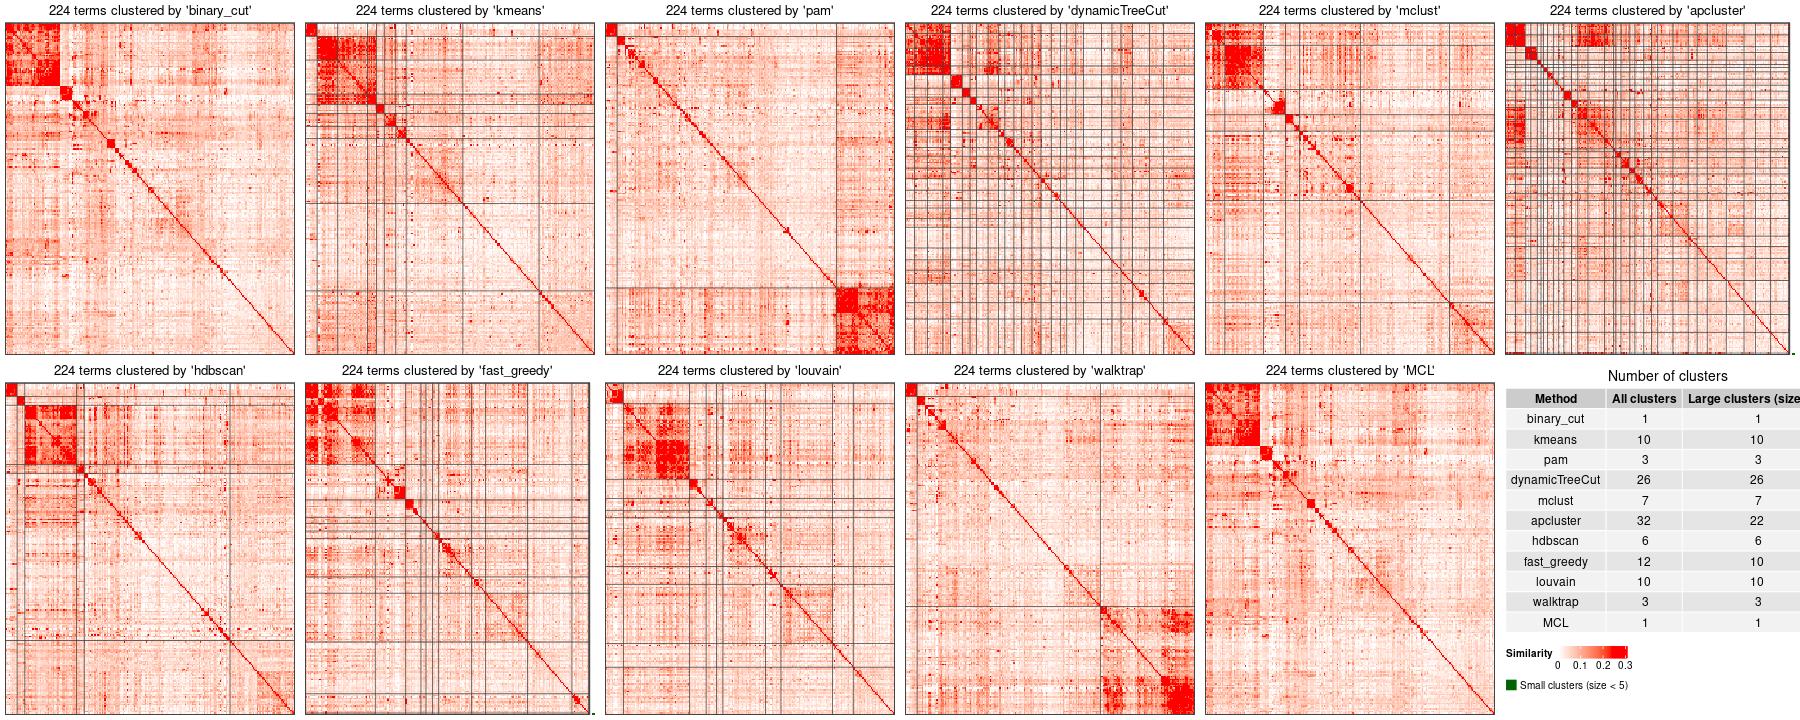 224 terms clustered by 'binary_cut'
224 terms clustered by 'kmeans'
224 terms clustered by 'pam'
224 terms clustered by 'dynamicTreeCut'
224 terms clustered by 'mclust'
224 terms clustered by 'apcluster'
224 terms clustered by 'hdbscan'
224 terms clustered by 'fast_greedy'
224 terms clustered by 'louvain'
224 terms clustered by 'walktrap'
224 terms clustered by 'MCL'
Number of clusters
Method All clusters Large clusters (size
binary_cut 1 1
kmeans 10 10
pam 3 3
dynamicTreeCut 26 26
mclust 7 7
apcluster 32 22
hdbscan 6 6
fast_greedy 12 10
louvain 10 10
walktrap 3 3
MCL 1 1
Similarity
0 0.1 0.2 0.3
Small clusters (size < 5)